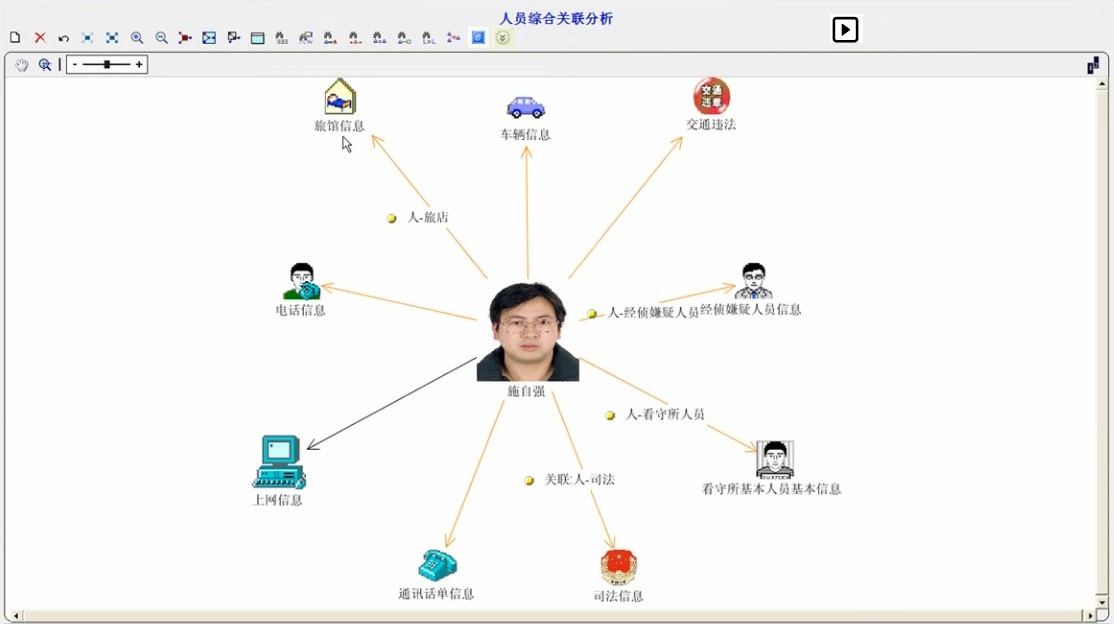 人员综合关联分析
旅馆信息
车辆信息
交通
违章
交通违法
人-旅店
电话信息
人-经侦嫌疑人员
经侦嫌疑人员信息
施自强
人-看守所人员
上网信息
关联:人-司法
看守所基本人员基本信息
通讯话单信息
司法信息